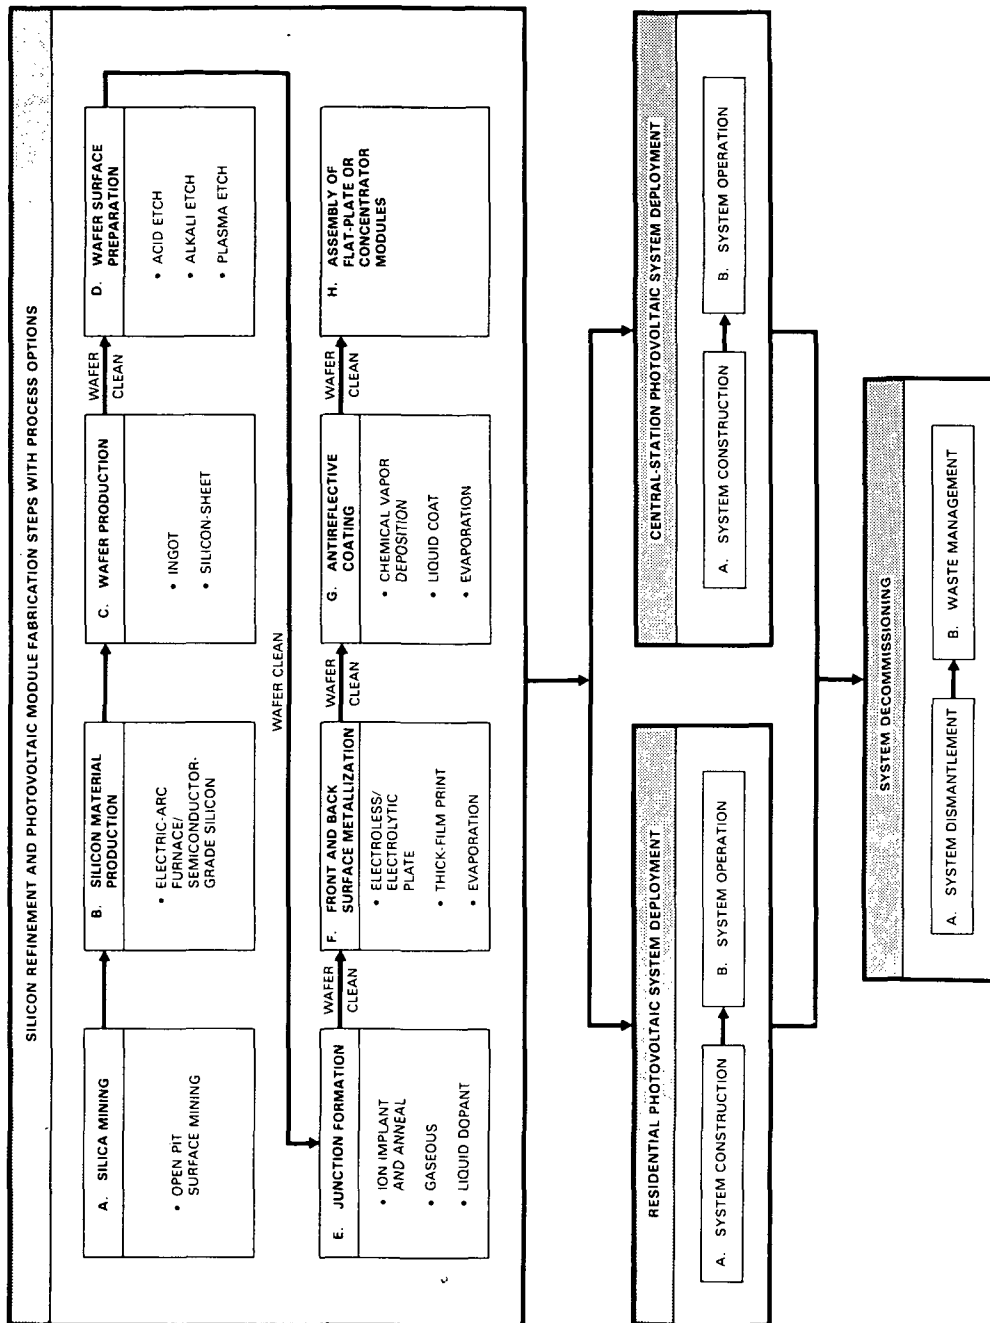 SILICON REFINEMENT AND PHOTOVOLTAIC MODULE FABRICATION STEPS WITH PROCESS OPTIONS
A. SILICA MINING
• OPEN PIT
SURFACE MINING
B. SILICON MATERIAL
PRODUCTION
• ELECTRIC-ARC
FURNACE/
SEMICONDUCTOR-
GRADE SILICON
C. WAFER PRODUCTION
• INGOT
• SILICON-SHEET
WAFER
CLEAN
D. WAFER SURFACE
PREPARATION
• ACID ETCH
• ALKALI ETCH
• PLASMA ETCH
WAFER CLEAN
E. JUNCTION FORMATION
• ION IMPLANT
AND ANNEAL
• GASEOUS
• LIQUID DOPANT
WAFER
CLEAN
F. FRONT AND BACK
SURFACE METALLIZATION
• ELECTROLESS/
ELECTROLYTIC
PLATE
• THICK-FILM PRINT
• EVAPORATION
WAFER
CLEAN
G. ANTIREFLECTIVE
COATING
• CHEMICAL VAPOR
DEPOSITION
• LIQUID COAT
• EVAPORATION
WAFER
CLEAN
H. ASSEMBLY OF
FLAT-PLATE OR
CONCENTRATOR
MODULES
RESIDENTIAL PHOTOVOLTAIC SYSTEM DEPLOYMENT
A. SYSTEM CONSTRUCTION
B. SYSTEM OPERATION
CENTRAL-STATION PHOTOVOLTAIC SYSTEM DEPLOYMENT
A. SYSTEM CONSTRUCTION
B. SYSTEM OPERATION
SYSTEM DECOMMISSIONING
A. SYSTEM DISMANTLEMENT
B. WASTE MANAGEMENT